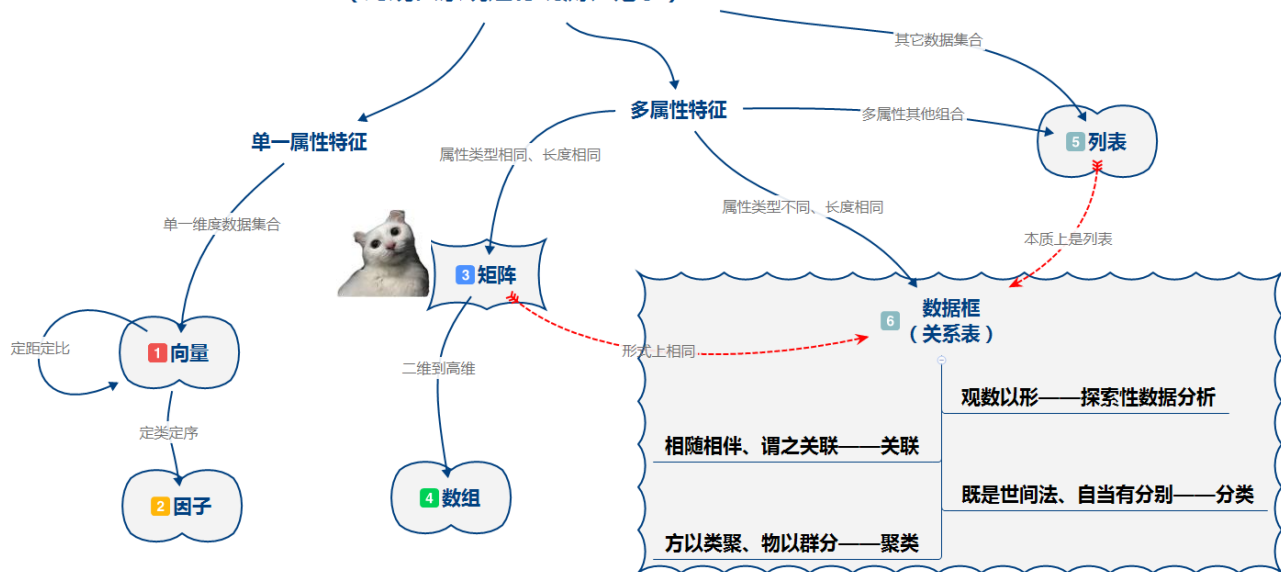 其它数据集合
多属性特征
多属性其他组合
单一属性特征
5 列表
属性类型相同、长度相同
属性类型不同、长度相同
单一维度数据集合
本质上是列表
3 矩阵
数据框
6
（关系表）
定距定比
1 向量
形式上相同
二维到高维
观数以形——探索性数据分析
定类定序
相随相伴、谓之关联——关联
4 数组
既是世间法、自当有分别——分类
2 因子
方以类聚、物以群分——聚类